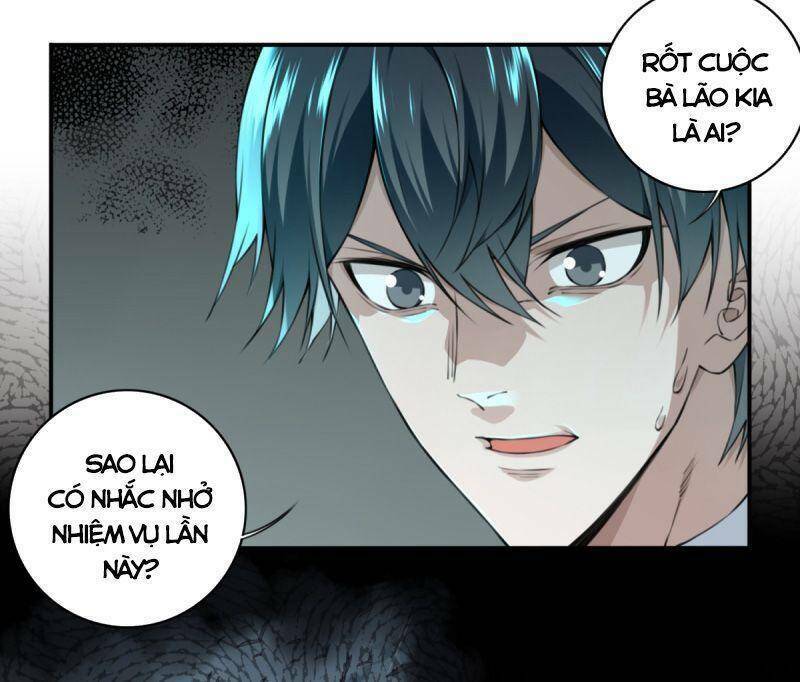 RỐT CUỘC
BÀ LÃO KIA
LÀ AI?
SAO LẠI
CÓ NHẮC NHỞ
NHIỆM VỤ LẦN
NÀY?